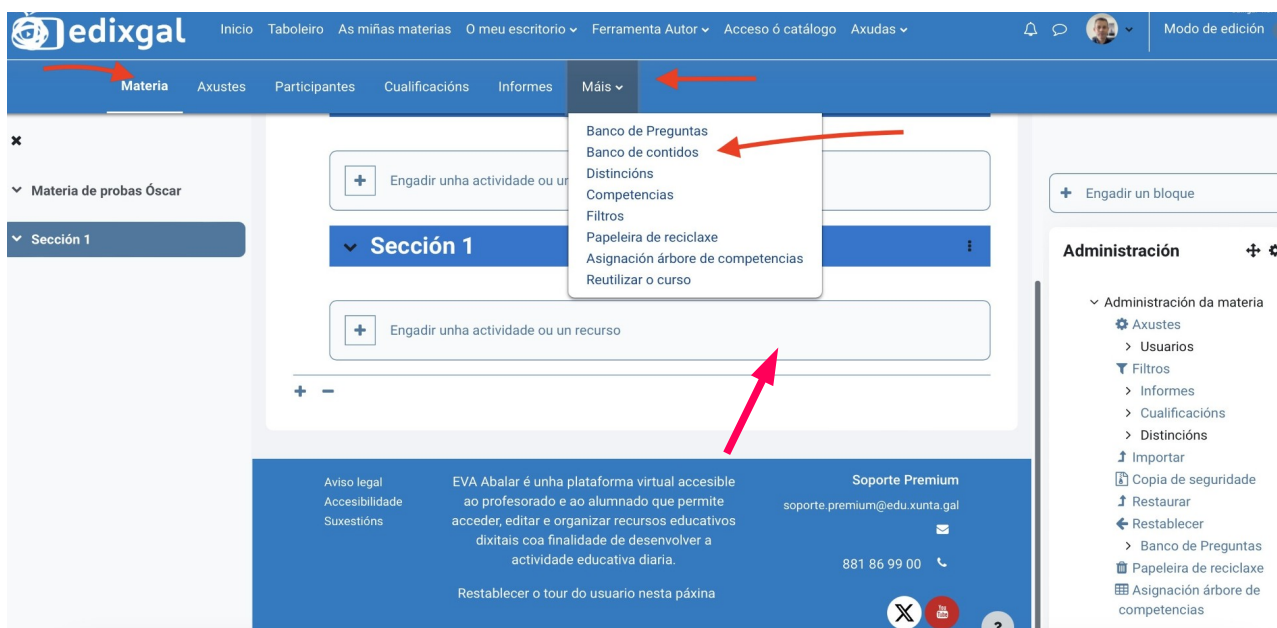 edixgal
Inicio Taboleiro As miñas materias O meu escritorio Ferramenta Autor Acceso ó catálogo Axudas
Modo de edición
Materia Axustes Participantes Cualificacións Informes Máis
Banco de Preguntas
Banco de contidos
Distincións
Competencias
Filtros
Papeleira de reciclaxe
Asignación árbore de competencias
Reutilizar o curso
Materia de probas Óscar
Sección 1
Engadir unha actividade ou un
Sección 1
Engadir unha actividade ou un recurso
Engadir un bloque
Administración
Administración da materia
Axustes
Usuarios
Filtros
Informes
Cualificacións
Distincións
Importar
Copia de seguridade
Restaurar
Restablecer
Banco de Preguntas
Papeleira de reciclaxe
Asignación árbore de
competencias
Aviso legal
Accesibilidade
Suxestións
EVA Abalar é unha plataforma virtual accesible
ao profesorado e ao alumnado que permite
acceder, editar e organizar recursos educativos
dixitais coa finalidade de desenvolver a
actividade educativa diaria.
Restablecer o tour do usuario nesta páxina
Soporte Premium
soporte.premium@edu.xunta.gal
881 86 99 00
X
You Tube
?